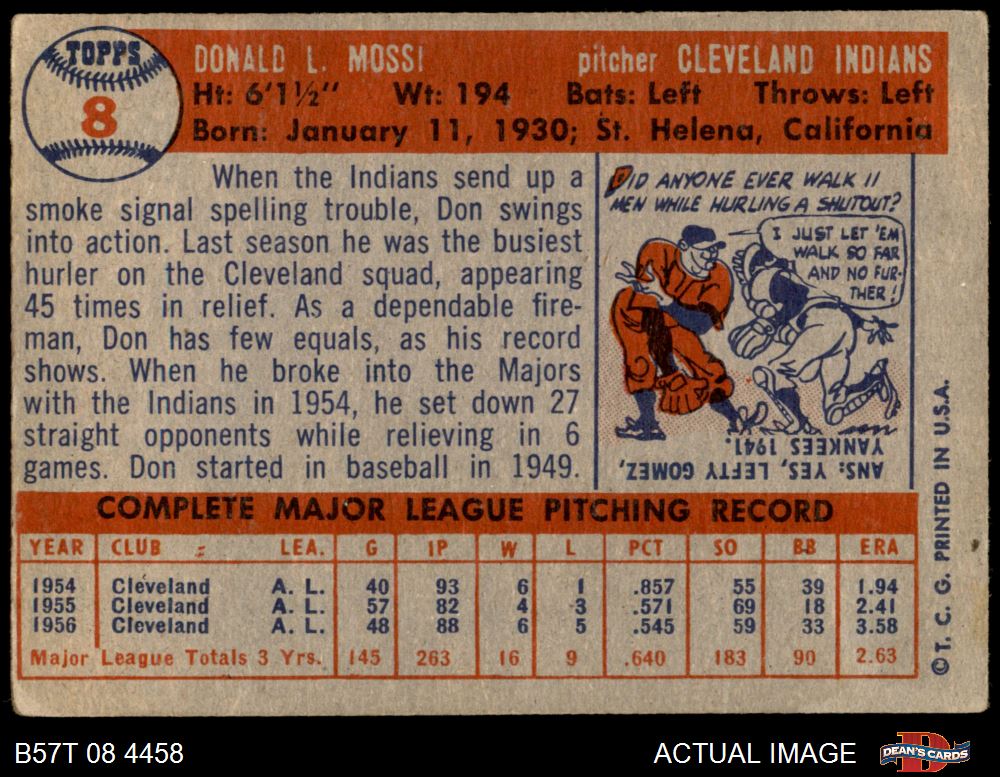 TOPPS
8
DONALD L. MOSSI pitcher CLEVELAND INDIANS
Ht: 6'1½" Wt: 194 Bats: Left Throws: Left
Born: January 11, 1930; St. Helena, California
When the Indians send up a
smoke signal spelling trouble, Don swings
into action. Last season he was the busiest
hurler on the Cleveland squad, appearing
45 times in relief. As a dependable fire-
man, Don has few equals, as his record
shows. When he broke into the Majors
with the Indians in 1954, he set down 27
straight opponents while relieving in 6
games. Don started in baseball in 1949.
DID ANYONE EVER WALK 11
MEN WHILE HURLING A SHUTOUT?
I JUST LET 'EM
WALK SO FAR
AND NO FUR-
THER!
ANS: YES, LEFTY GOMEZ,
YANKEES 1941.
COMPLETE MAJOR LEAGUE PITCHING RECORD
YEAR CLUB LEA. G IP W L PCT SO BB ERA
1954 Cleveland A. L. 40 93 6 1 .857 55 39 1.94
1955 Cleveland A. L. 57 82 4 3 .571 69 18 2.41
1956 Cleveland A. L. 48 88 6 5 .545 59 33 3.58
Major League Totals 3 Yrs. 145 263 16 9 .640 183 90 2.63
©T. C. G. PRINTED IN U.S.A.
B57T 08 4458 ACTUAL IMAGE
DEAN'S CARDS